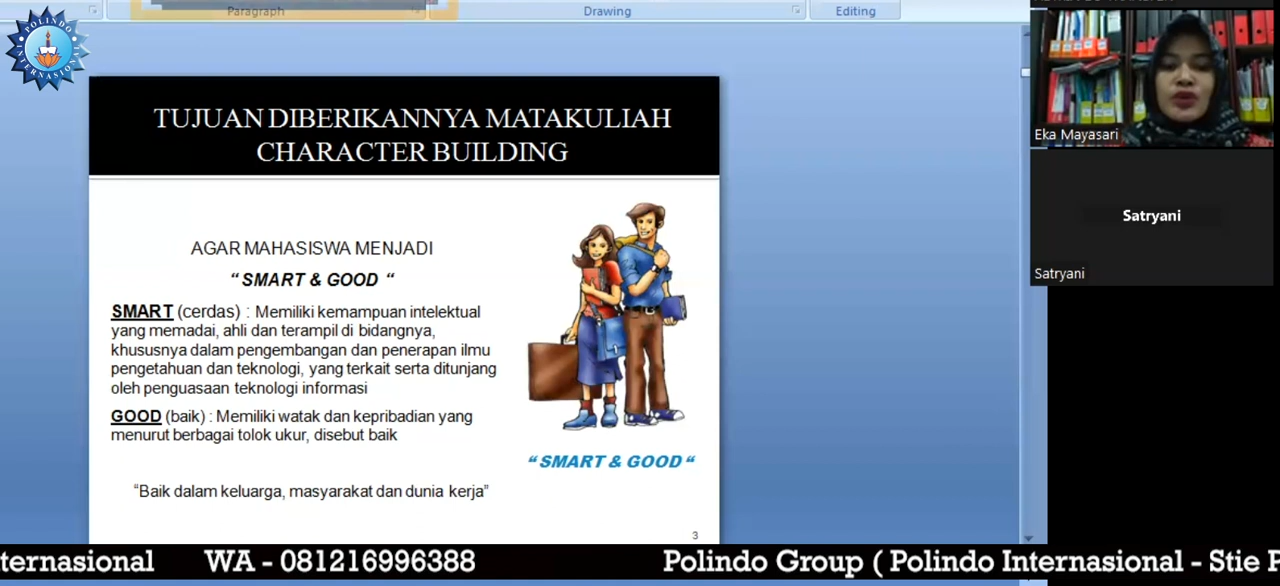 Paragraph
Drawing
Editing
POLINDO
INTERNASIONAL
TUJUAN DIBERIKANNYA MATAKULIAH
CHARACTER BUILDING
AGAR MAHASISWA MENJADI
“ SMART & GOOD “
SMART (cerdas) : Memiliki kemampuan intelektual
yang memadai, ahli dan terampil di bidangnya,
khususnya dalam pengembangan dan penerapan ilmu
pengetahuan dan teknologi, yang terkait serta ditunjang
oleh penguasaan teknologi informasi
GOOD (baik) : Memiliki watak dan kepribadian yang
menurut berbagai tolok ukur, disebut baik
“Baik dalam keluarga, masyarakat dan dunia kerja”
“ SMART & GOOD “
3
Eka Mayasari
Satryani
Satryani
ternasional WA - 081216996388 Polindo Group ( Polindo Internasional - Stie P